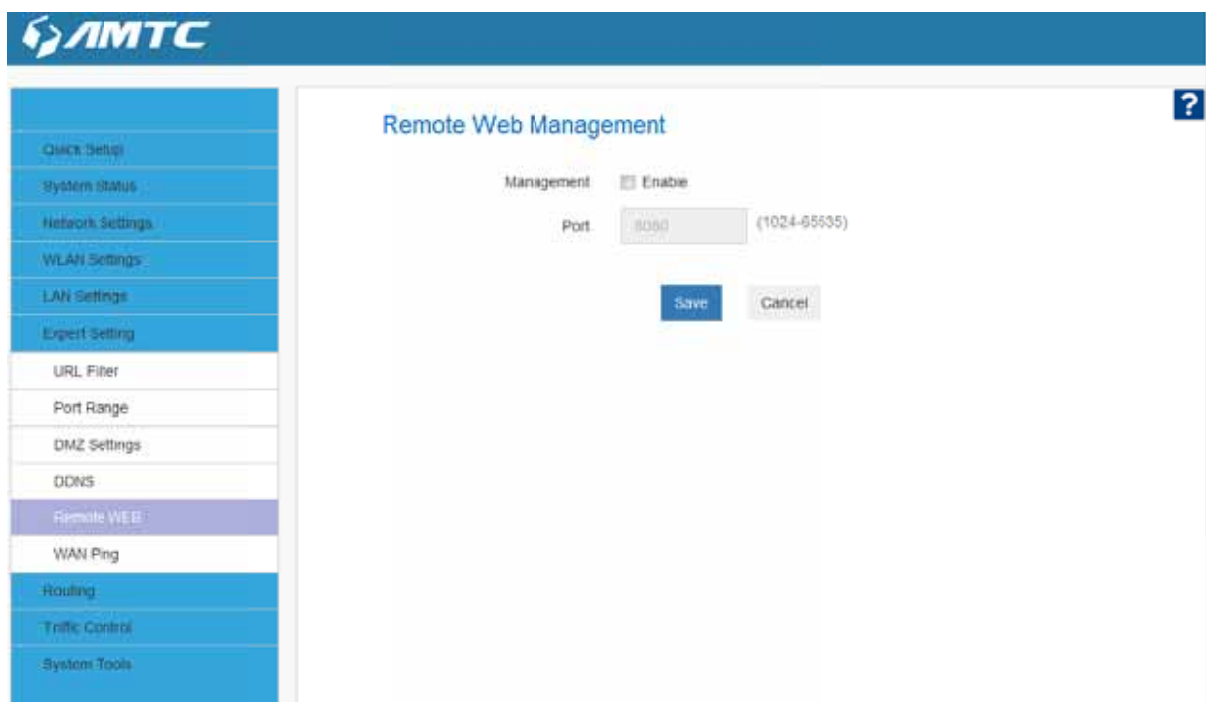 AMTC
?
Remote Web Management
Management Enable
Port 8080 (1024-65535)
Save Cancel
Quick Setup
System Status
Network Settings
WLAN Settings
LAN Settings
Expert Setting
URL Filter
Port Range
DMZ Settings
DDNS
Remote WEB
WAN Ping
Routing
Traffic Control
System Tools